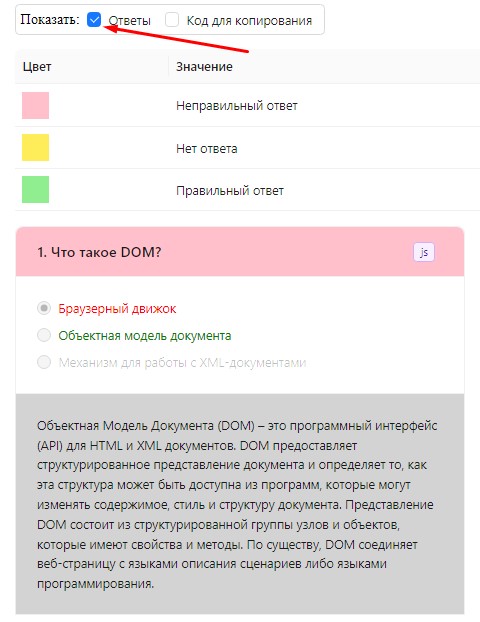 Показать: Ответы Код для копирования
Цвет Значение
Неправильный ответ
Нет ответа
Правильный ответ
1. Что такое DOM? js
Браузерный движок
Объектная модель документа
Механизм для работы с XML-документами
Объектная Модель Документа (DOM) – это программный интерфейс
(API) для HTML и XML документов. DOM предоставляет
структурированное представление документа и определяет то, как
эта структура может быть доступна из программ, которые могут
изменять содержимое, стиль и структуру документа. Представление
DOM состоит из структурированной группы узлов и объектов,
которые имеют свойства и методы. По существу, DOM соединяет
веб-страницу с языками описания сценариев либо языками
программирования.